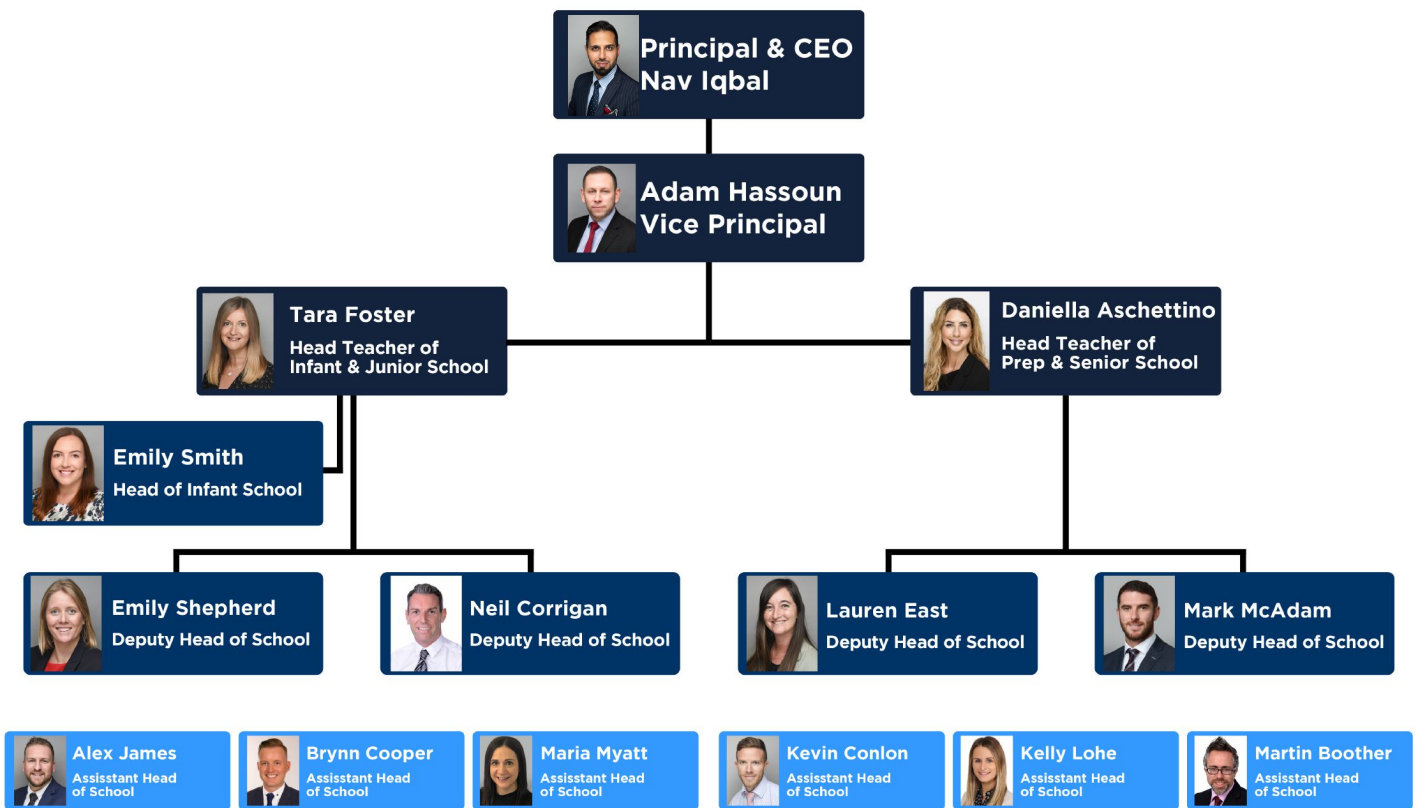 Principal & CEO
Nav Iqbal
Adam Hassoun
Vice Principal
Tara Foster
Head Teacher of
Infant & Junior School
Daniella Aschettino
Head Teacher of
Prep & Senior School
Emily Smith
Head of Infant School
Emily Shepherd
Deputy Head of School
Neil Corrigan
Deputy Head of School
Lauren East
Deputy Head of School
Mark McAdam
Deputy Head of School
Alex James
Assisstant Head
of School
Brynn Cooper
Assisstant Head
of School
Maria Myatt
Assisstant Head
of School
Kevin Conlon
Assisstant Head
of School
Kelly Lohe
Assisstant Head
of School
Martin Boother
Assisstant Head
of School